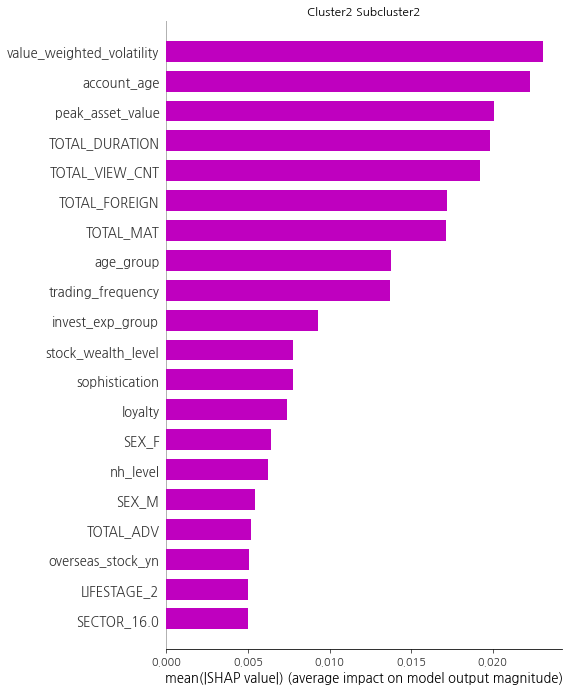 Cluster2 Subcluster2
value_weighted_volatility
account_age
peak_asset_value
TOTAL_DURATION
TOTAL_VIEW_CNT
TOTAL_FOREIGN
TOTAL_MAT
age_group
trading_frequency
invest_exp_group
stock_wealth_level
sophistication
loyalty
SEX_F
nh_level
SEX_M
TOTAL_ADV
overseas_stock_yn
LIFESTAGE_2
SECTOR_16.0
0.000 0.005 0.010 0.015 0.020
mean(|SHAP value|) (average impact on model output magnitude)